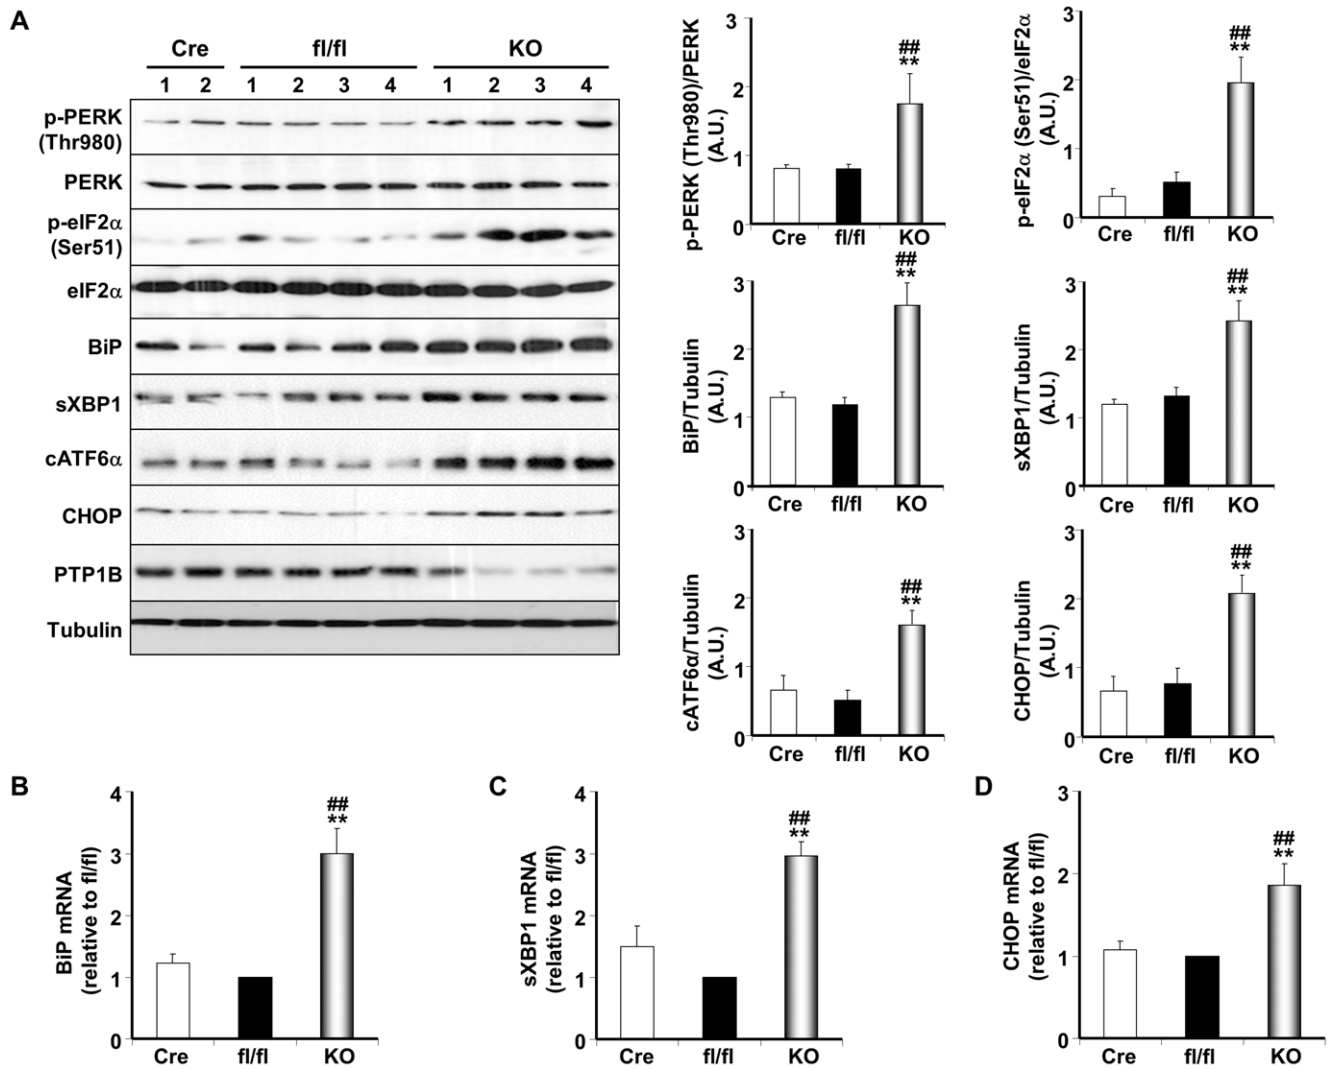 A
Cre fl/fl KO
1 2 1 2 3 4 1 2 3 4
p-PERK
(Thr980)
PERK
p-eIF2α
(Ser51)
eIF2α
BiP
sXBP1
cATF6α
CHOP
PTP1B
Tubulin
p-PERK (Thr980)/PERK
(A.U.)
3
2
1
0
##
**
Cre fl/fl KO
p-eIF2α (Ser51)/eIF2α
(A.U.)
3
2
1
0
##
**
Cre fl/fl KO
BiP/Tubulin
(A.U.)
3
2
1
0
##
**
Cre fl/fl KO
sXBP1/Tubulin
(A.U.)
3
2
1
0
##
**
Cre fl/fl KO
cATF6α/Tubulin
(A.U.)
3
2
1
0
##
**
Cre fl/fl KO
CHOP/Tubulin
(A.U.)
3
2
1
0
##
**
Cre fl/fl KO
B
BiP mRNA
(relative to fl/fl)
4
3
2
1
0
##
**
Cre fl/fl KO
C
sXBP1 mRNA
(relative to fl/fl)
4
3
2
1
0
##
**
Cre fl/fl KO
D
CHOP mRNA
(relative to fl/fl)
3
2
1
0
##
**
Cre fl/fl KO